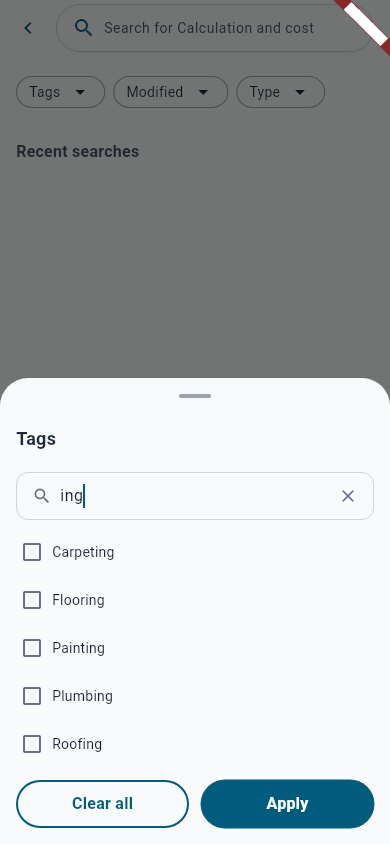 Search for Calculation and cost
Tags
Modified
Type
Recent searches
Tags
ing
Carpeting
Flooring
Painting
Plumbing
Roofing
Clear all
Apply